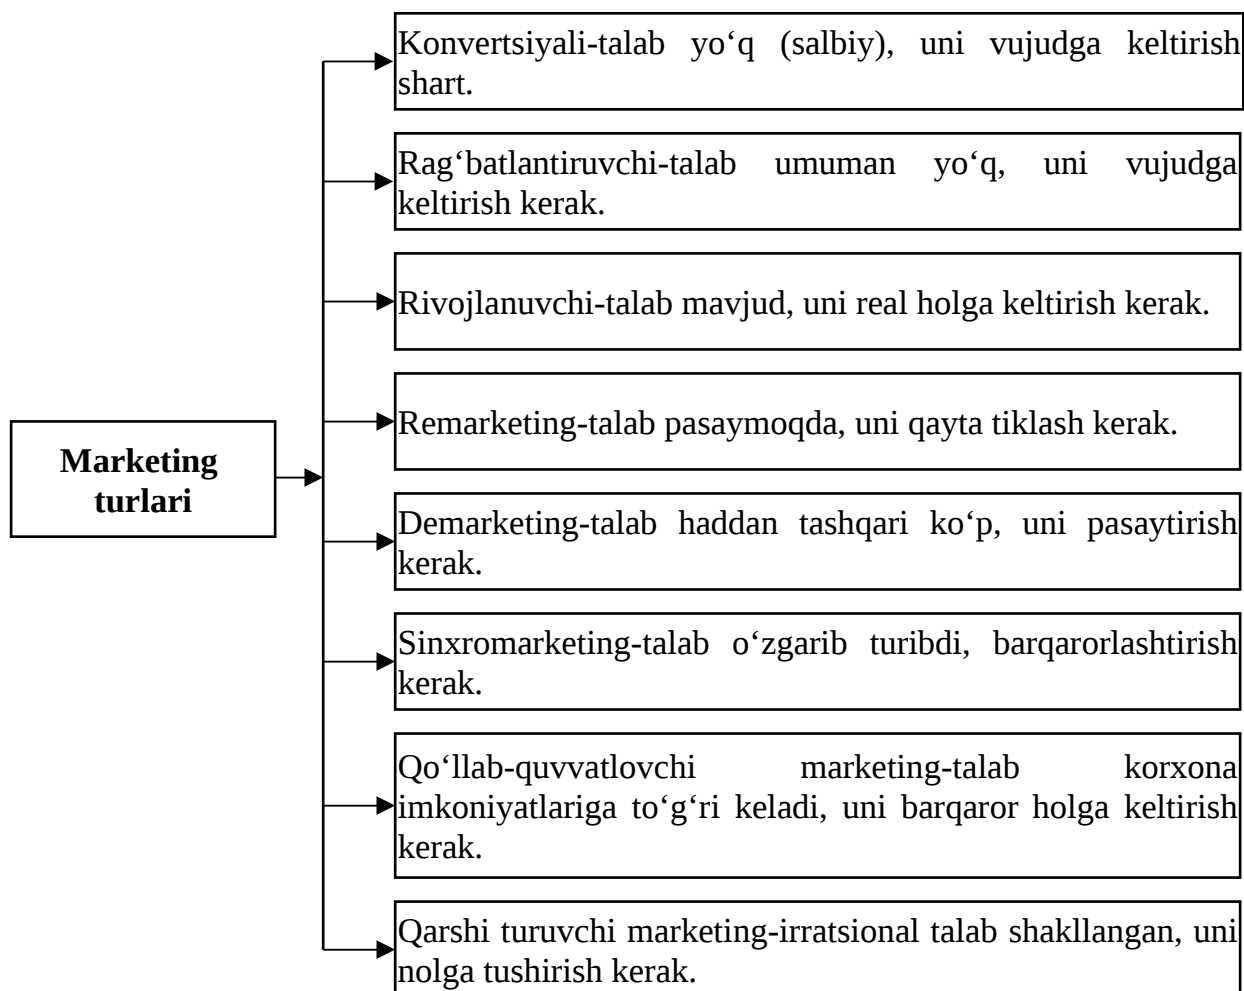 Konvertsiyali-talab yo‘q (salbiy), uni vujudga keltirish
shart.
Rag‘batlantiruvchi-talab umuman yo‘q, uni vujudga
keltirish kerak.
Rivojlanuvchi-talab mavjud, uni real holga keltirish kerak.
Remarketing-talab pasaymoqda, uni qayta tiklash kerak.
Marketing
turlari
Demarketing-talab haddan tashqari ko‘p, uni pasaytirish
kerak.
Sinxromarketing-talab o‘zgarib turibdi, barqarorlashtirish
kerak.
Qo‘llab-quvvatlovchi marketing-talab korxona
imkoniyatlariga to‘g‘ri keladi, uni barqaror holga keltirish
kerak.
Qarshi turuvchi marketing-irratsional talab shakllangan, uni
nolga tushirish kerak.